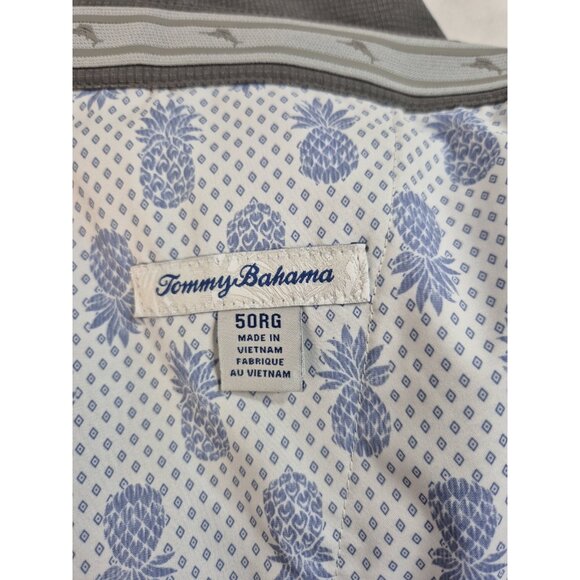 Tommy Bahama
50RG
MADE IN
VIETNAM
FABRIQUE
AU VIETNAM